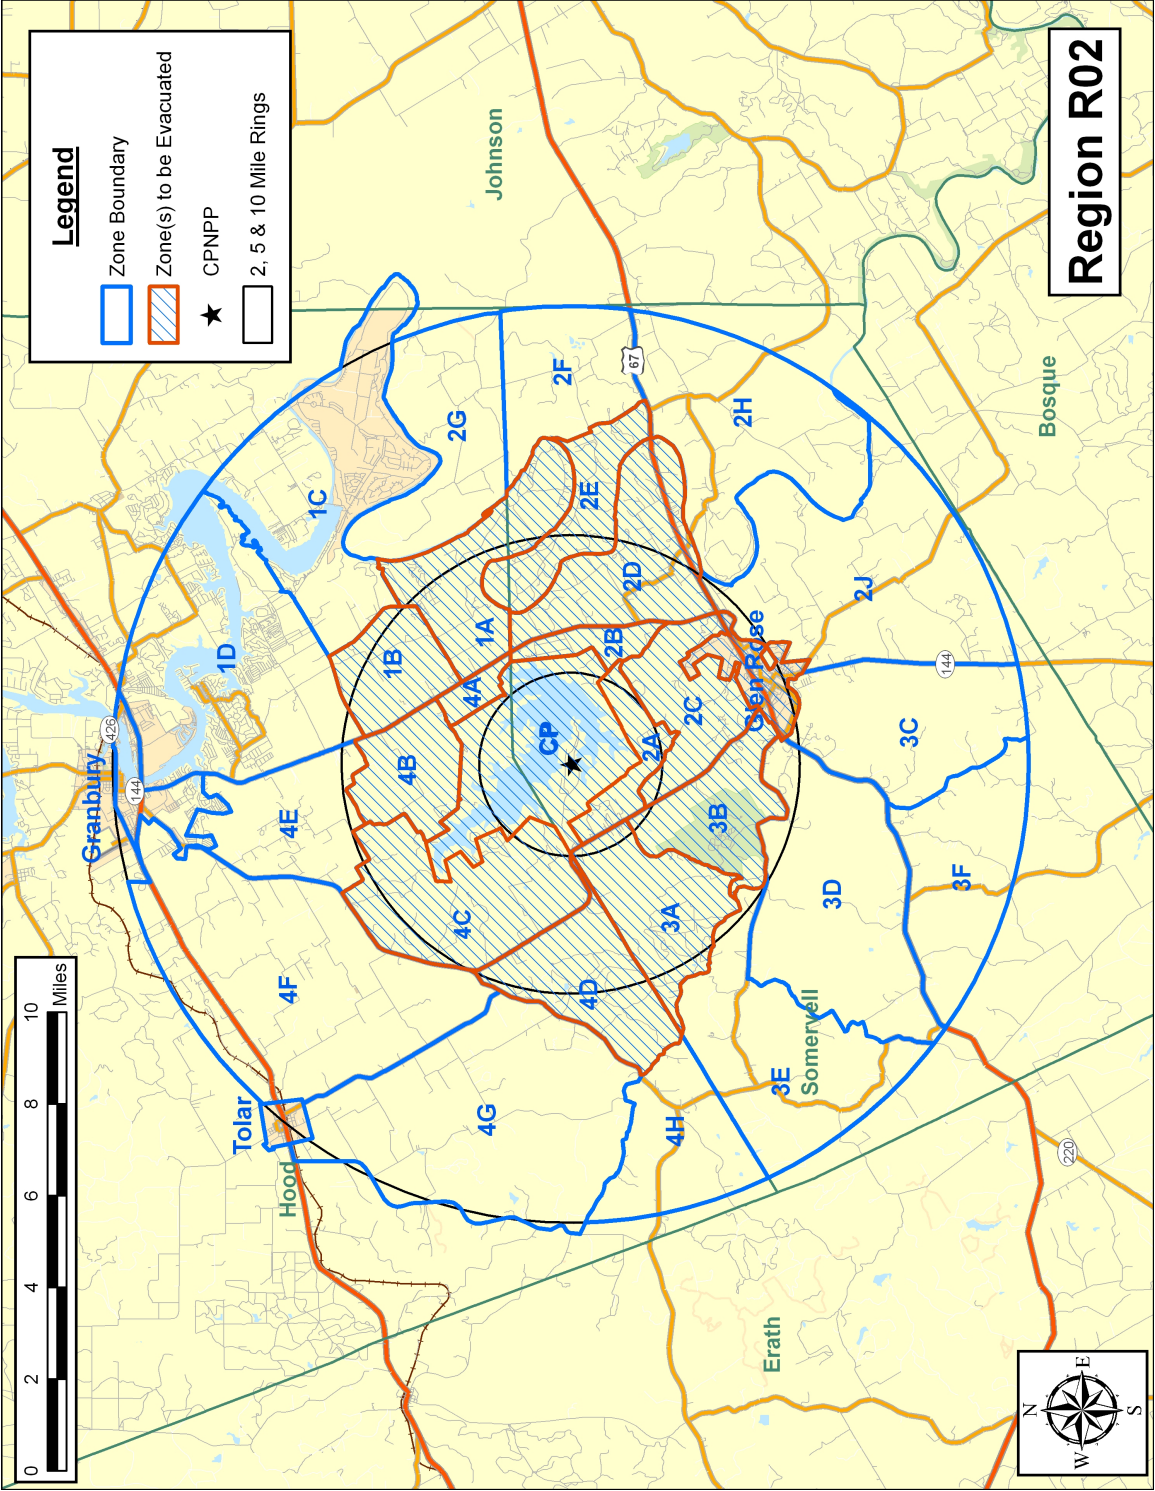 Legend
Zone Boundary
Zone(s) to be Evacuated
CPNPP
2, 5 & 10 Mile Rings
Region R02
0 2 4 6 8 10
Miles
N
W E
S
Granbury
Tolar
Glen Rose
Hood
Johnson
Bosque
Somervell
Erath
CP
1A
1B
1C
1D
2A
2B
2C
2D
2E
2F
2G
2H
2J
3A
3B
3C
3D
3E
3F
4A
4B
4C
4D
4E
4F
4G
4H
426
144
67
144
220